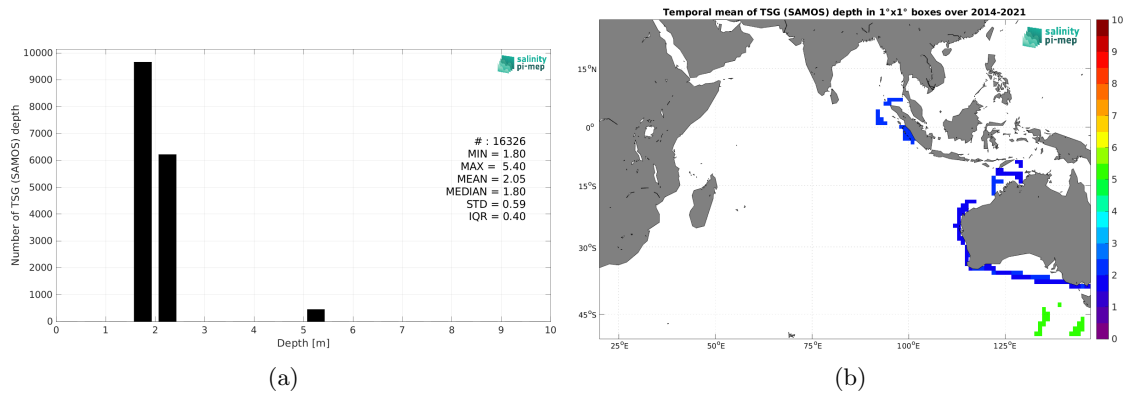 10000
9000
8000
7000
6000
5000
4000
3000
2000
1000
0
Number of TSG (SAMOS) depth
salinity
pi-mep
# : 16326
MIN = 1.80
MAX = 5.40
MEAN = 2.05
MEDIAN = 1.80
STD = 0.59
IQR = 0.40
0 1 2 3 4 5 6 7 8 9 10
Depth [m]
(a)
Temporal mean of TSG (SAMOS) depth in 1°x1° boxes over 2014-2021
salinity
pi-mep
15°N
0°
15°S
30°S
45°S
25°E 50°E 75°E 100°E 125°E
10
9
8
7
6
5
4
3
2
1
0
(b)